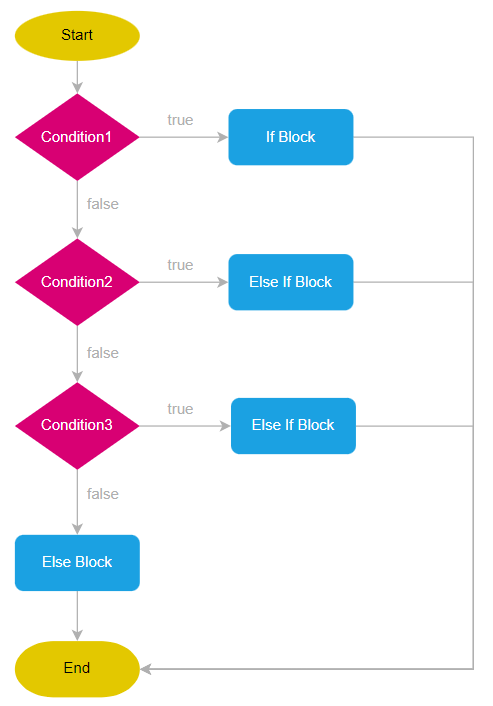 Start
Condition1
true
If Block
false
Condition2
true
Else If Block
false
Condition3
true
Else If Block
false
Else Block
End